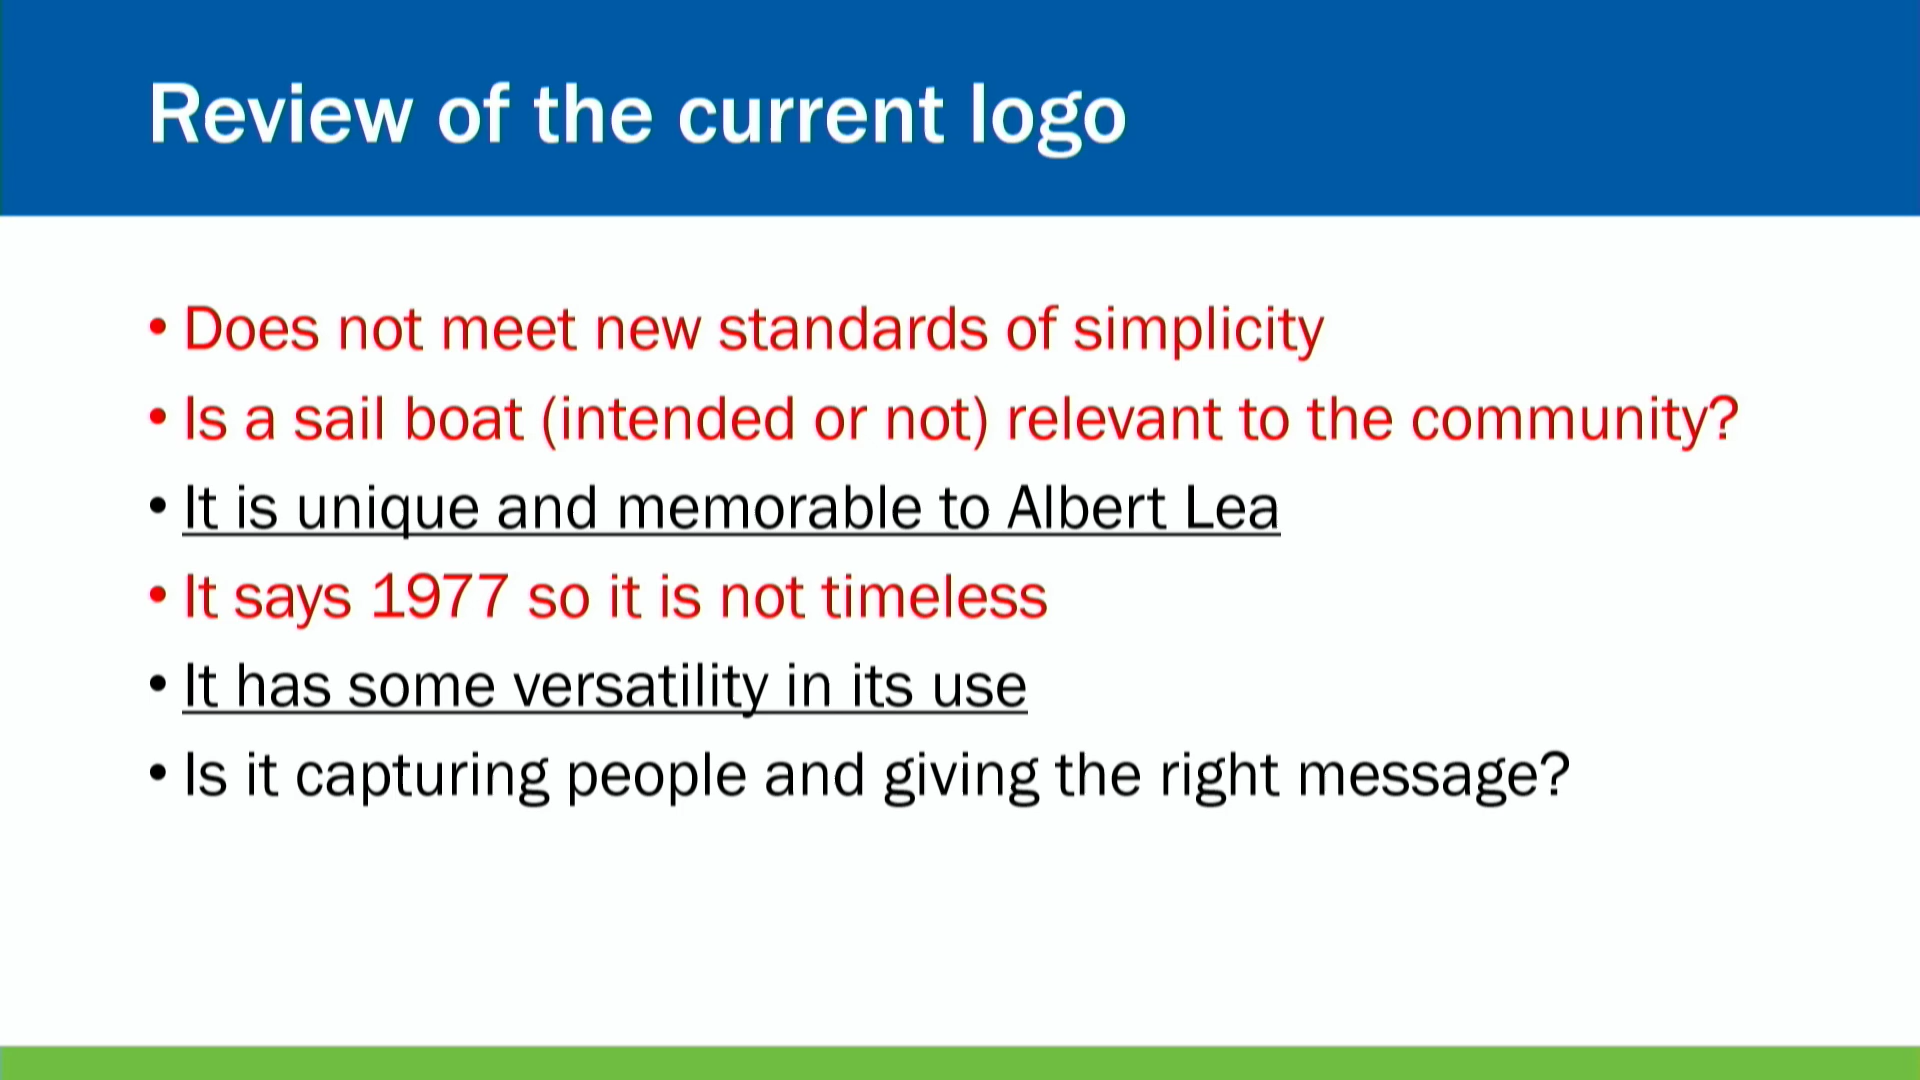 Review of the current logo
• Does not meet new standards of simplicity
• Is a sail boat (intended or not) relevant to the community?
• It is unique and memorable to Albert Lea
• It says 1977 so it is not timeless
• It has some versatility in its use
• Is it capturing people and giving the right message?